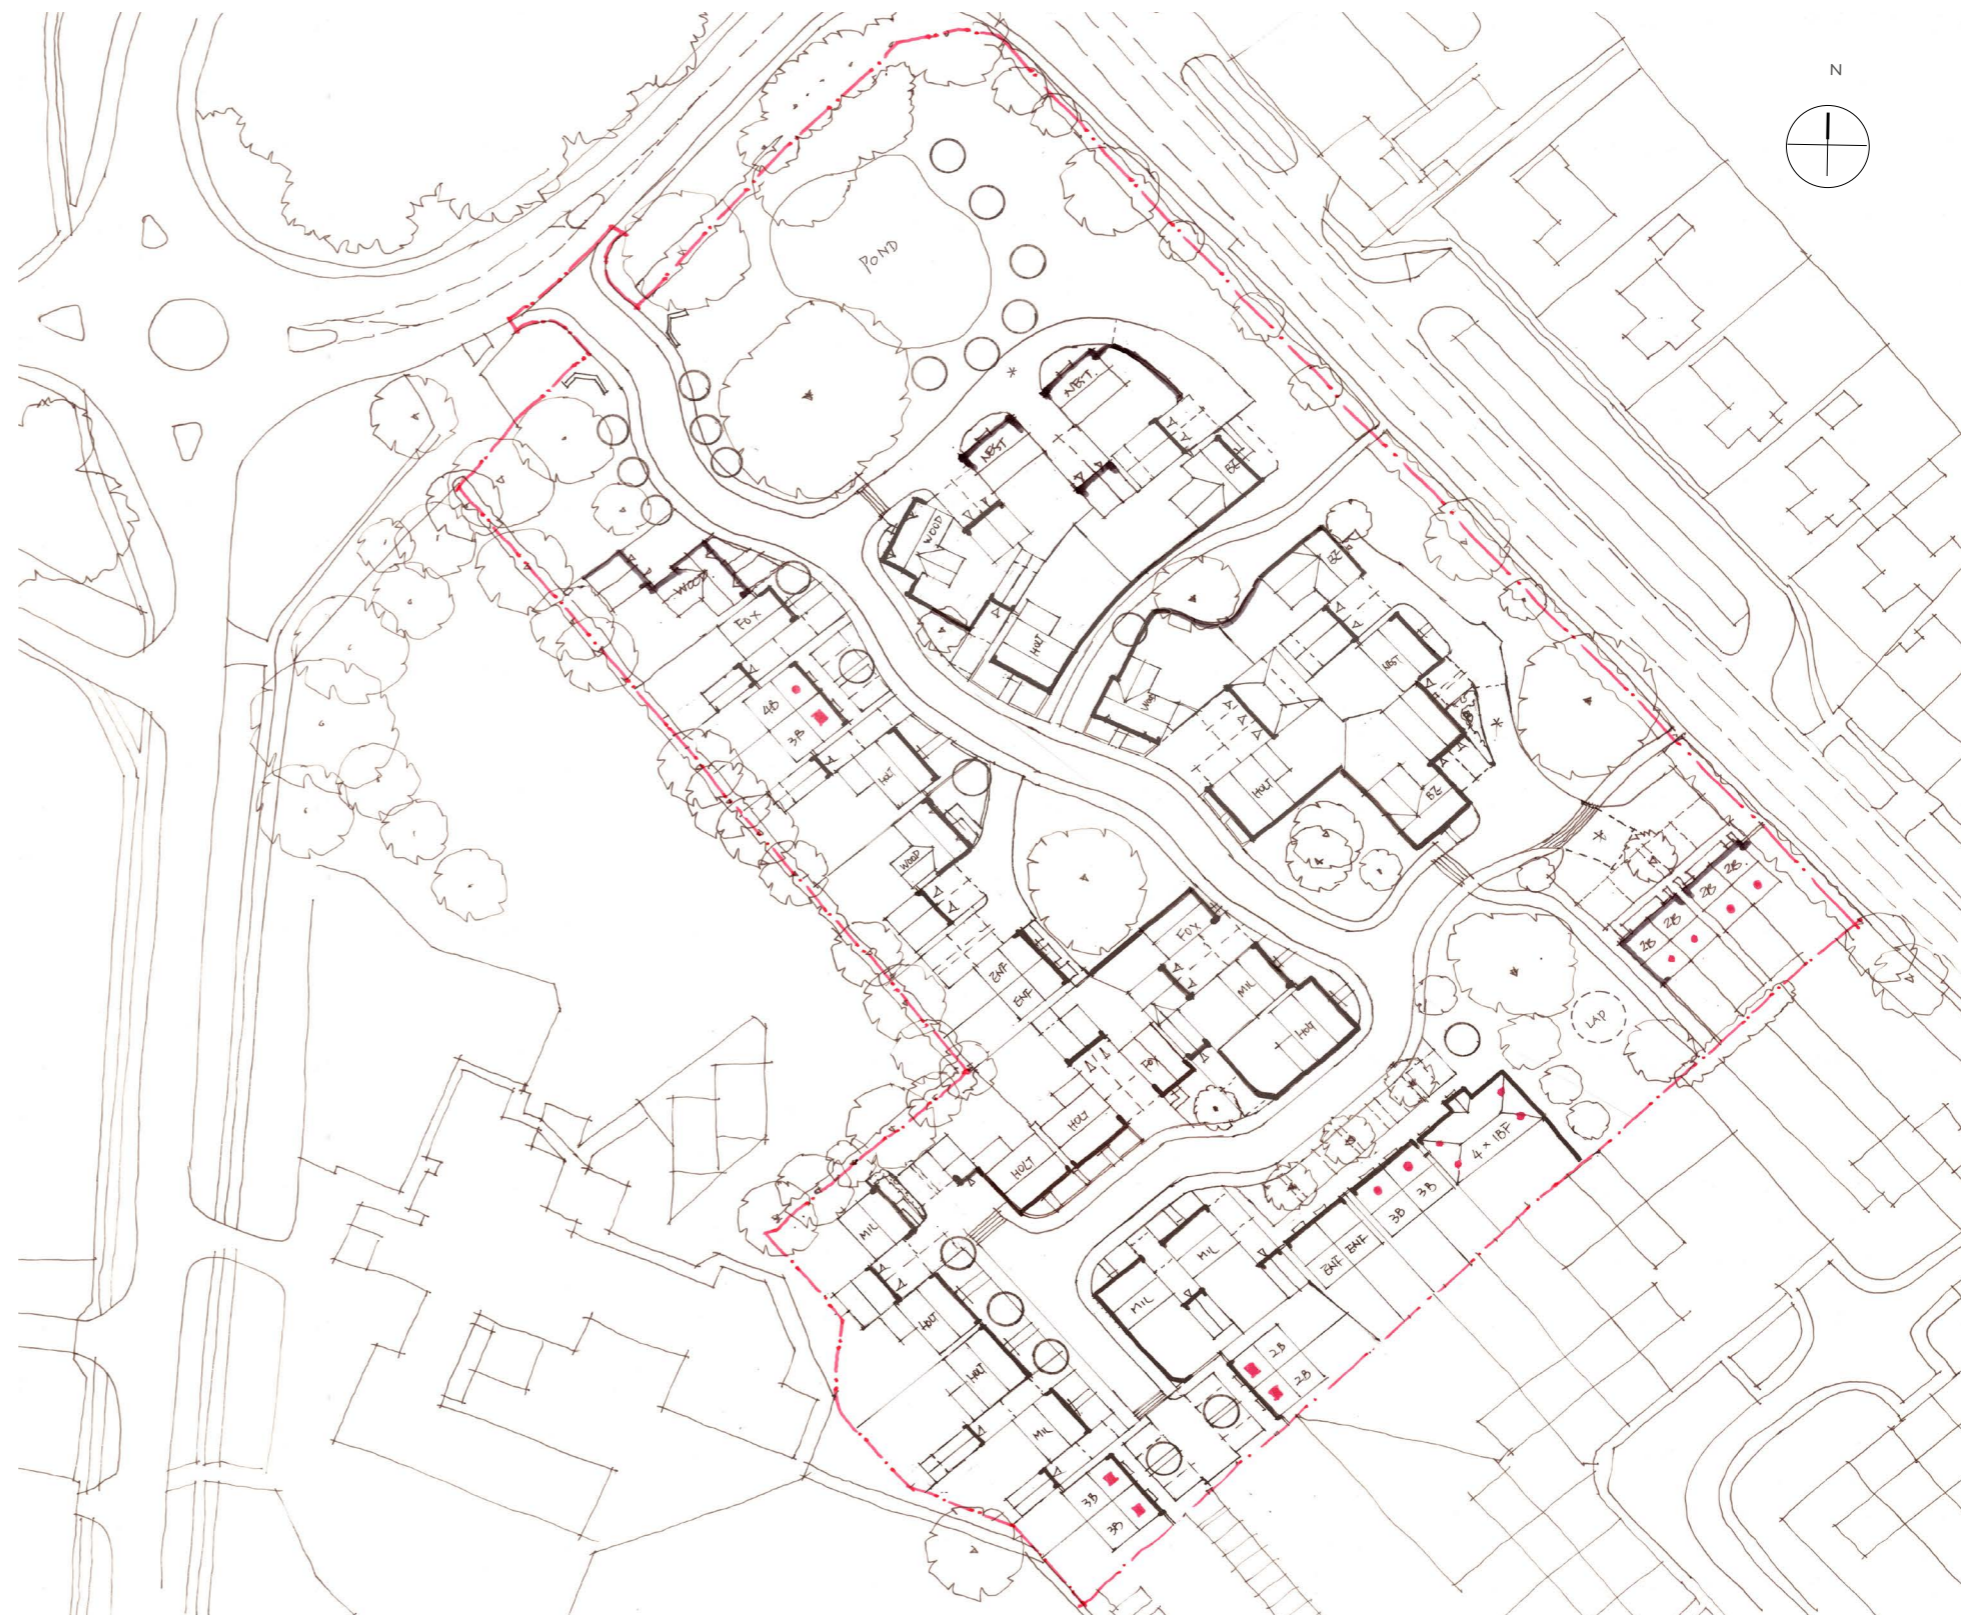 N
POND
NEST.
NEST
BZ
WOOD
HOLT
WOOD
FOX
4B
3B
HOLT
WOOD
ENF
ENF
BZ
NEST
WOOD
HOLT
BZ
2B
2B
2B
2B.
FOX
MIL
HOLT
FOX
HOLT
HOLT
LAP
4 x 1BF
3B
3B
ENF
ENF
MIL
MIL
MIL
HOLT
HOLT
MIL
2B
2B
3B
3B